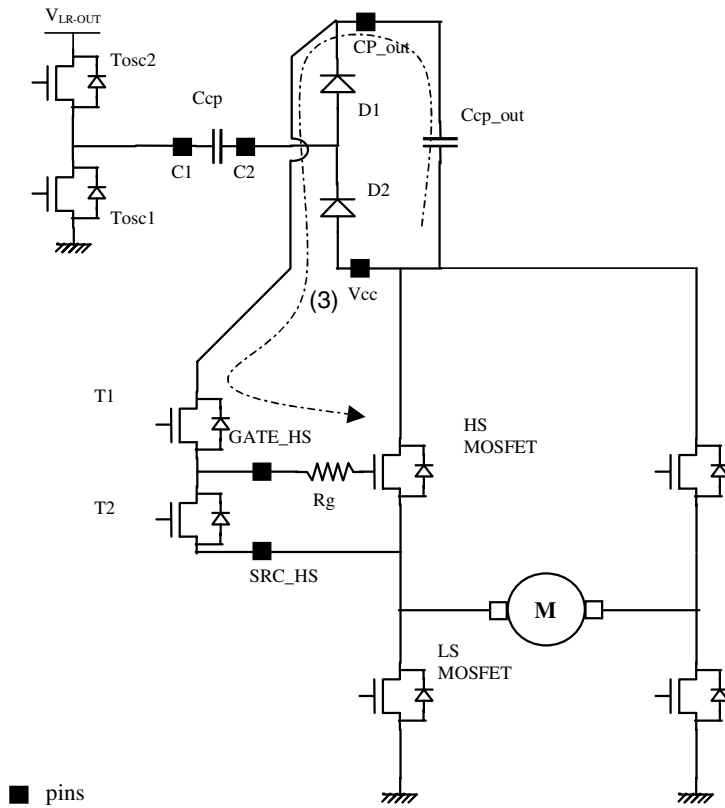 VLR-OUT
Tosc2
CP_out
Ccp
D1
Ccp_out
C1
C2
D2
Tosc1
Vcc
(3)
T1
HS
MOSFET
GATE_HS
Rg
T2
SRC_HS
M
LS
MOSFET
pins